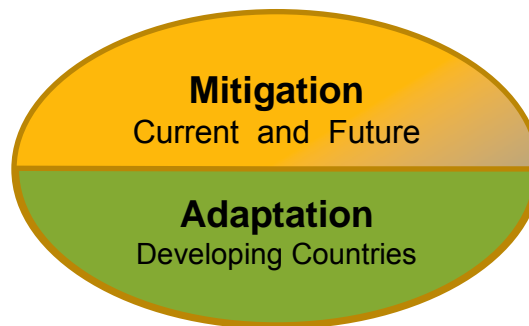 Mitigation
Current and Future
Adaptation
Developing Countries